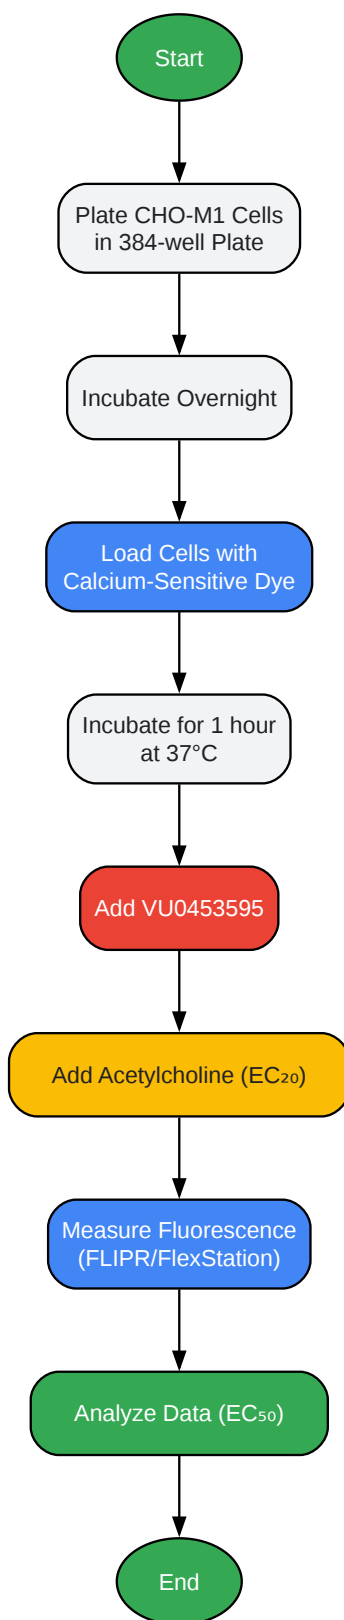 Start
Plate CHO-M1 Cells
in 384-well Plate
Incubate Overnight
Load Cells with
Calcium-Sensitive Dye
Incubate for 1 hour
at 37°C
Add VU0453595
Add Acetylcholine (EC₂₀)
Measure Fluorescence
(FLIPR/FlexStation)
Analyze Data (EC₅₀)
End